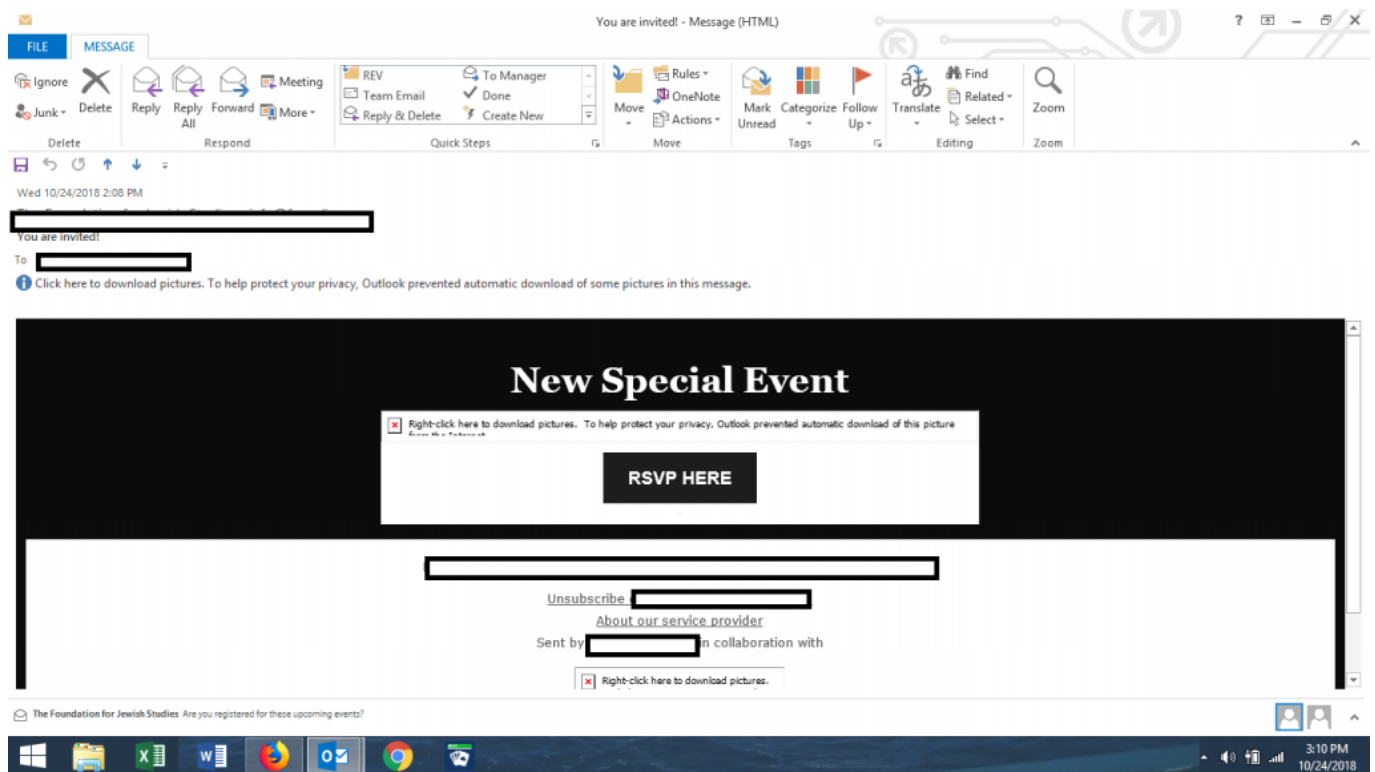 You are invited! - Message (HTML)
?
FILE MESSAGE
Ignore
Junk
Delete
Reply
Reply All
Forward
Meeting
More
REV
Team Email
Reply & Delete
To Manager
Done
Create New
Move
Rules
OneNote
Actions
Mark Unread
Categorize
Follow Up
Translate
Find
Related
Select
Zoom
Delete Respond Quick Steps Move Tags Editing Zoom
Wed 10/24/2018 2:08 PM
You are invited!
To
Click here to download pictures. To help protect your privacy, Outlook prevented automatic download of some pictures in this message.
New Special Event
Right-click here to download pictures. To help protect your privacy, Outlook prevented automatic download of this picture
from the Internet
RSVP HERE
Unsubscribe
About our service provider
Sent by in collaboration with
Right-click here to download pictures.
The Foundation for Jewish Studies Are you registered for these upcoming events?
3:10 PM
10/24/2018